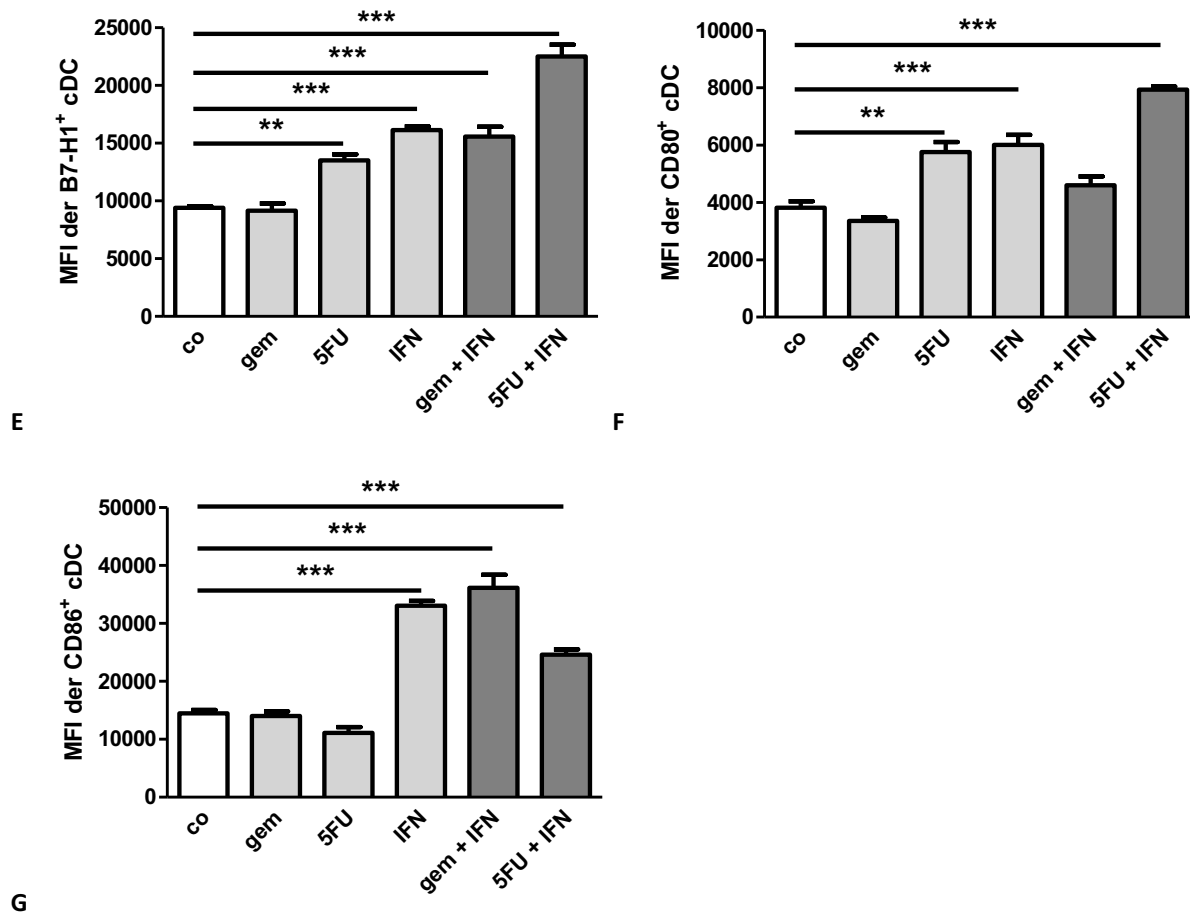 MFI der B7-H1⁺ cDC
25000
20000
15000
10000
5000
0
***
***
***
**
co
gem
5FU
IFN
gem + IFN
5FU + IFN
E
MFI der CD80⁺ cDC
10000
8000
6000
4000
2000
0
***
***
**
co
gem
5FU
IFN
gem + IFN
5FU + IFN
F
MFI der CD86⁺ cDC
50000
40000
30000
20000
10000
0
***
***
***
co
gem
5FU
IFN
gem + IFN
5FU + IFN
G